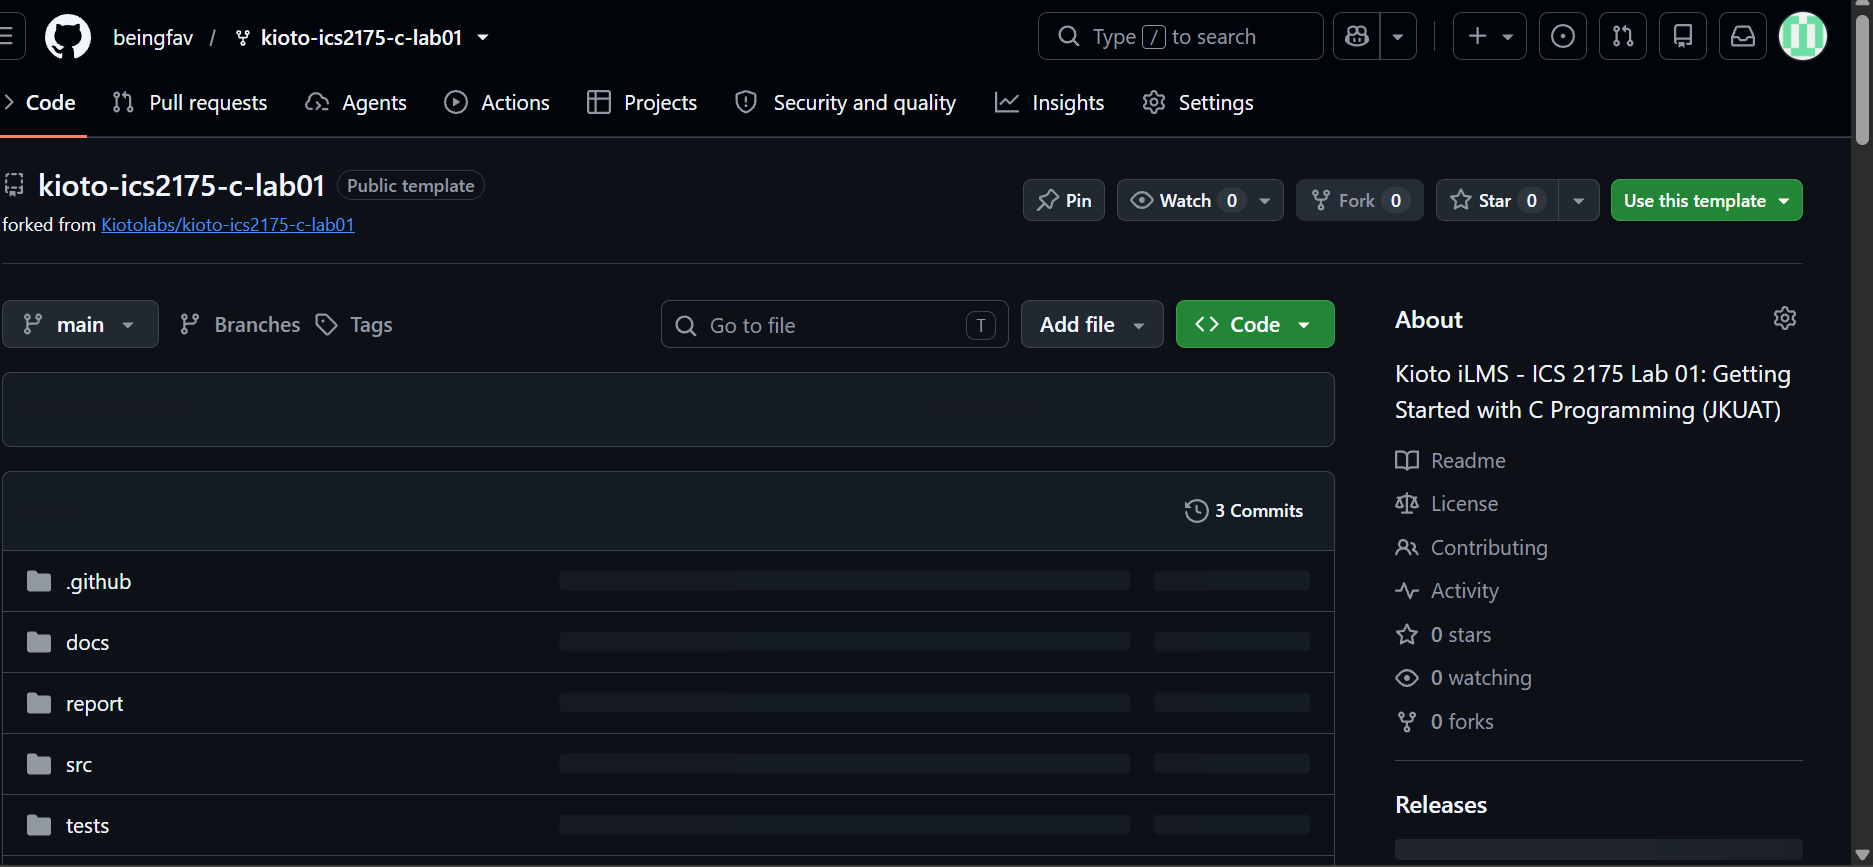 beingfav / kioto-ics2175-c-lab01
Type / to search
Code Pull requests Agents Actions Projects Security and quality Insights Settings
kioto-ics2175-c-lab01 Public template
forked from Kiotolabs/kioto-ics2175-c-lab01
Pin Watch 0 Fork 0 Star 0 Use this template
main Branches Tags Go to file T Add file Code
3 Commits
.github
docs
report
src
tests
About
Kioto iLMS - ICS 2175 Lab 01: Getting
Started with C Programming (JKUAT)
Readme
License
Contributing
Activity
0 stars
0 watching
0 forks
Releases